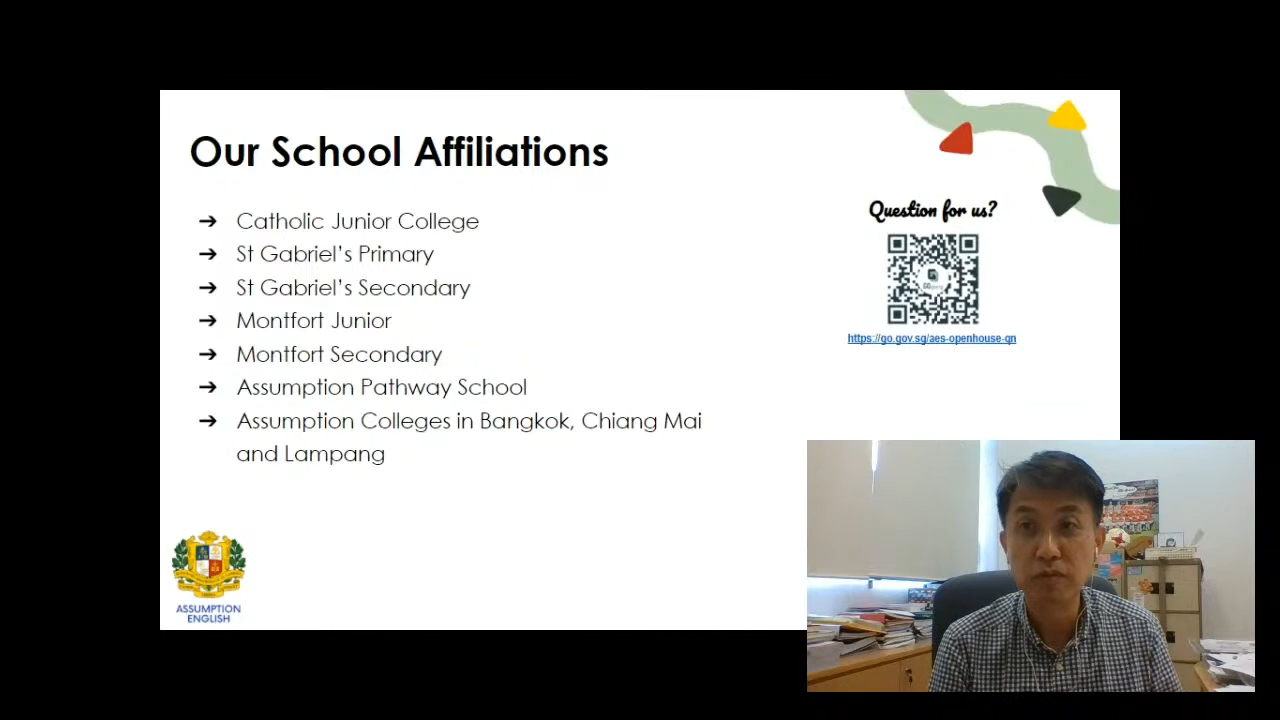 Our School Affiliations
➔ Catholic Junior College
➔ St Gabriel's Primary
➔ St Gabriel's Secondary
➔ Montfort Junior
➔ Montfort Secondary
➔ Assumption Pathway School
➔ Assumption Colleges in Bangkok, Chiang Mai
and Lampang
Question for us?
https://go.gov.sg/aes-openhouse-qn
ASSUMPTION
ENGLISH